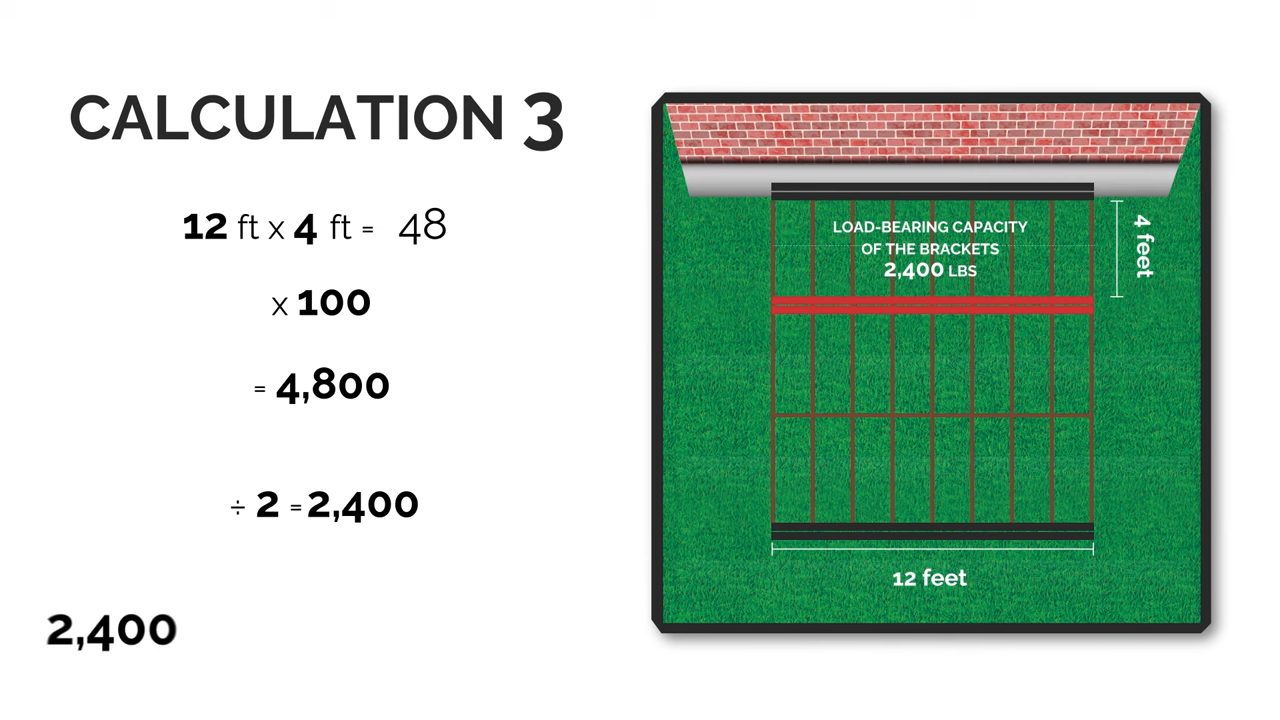 CALCULATION 3
12 ft x 4 ft = 48
x 100
= 4,800
÷ 2 = 2,400
2,400
LOAD-BEARING CAPACITY
OF THE BRACKETS
2,400 LBS
4 feet
12 feet